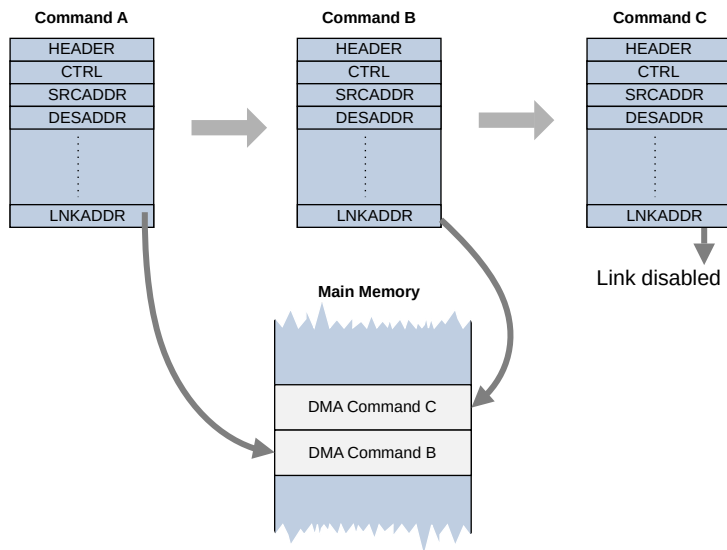 Command A
HEADER
CTRL
SRCADDR
DESADDR
LNKADDR
Command B
HEADER
CTRL
SRCADDR
DESADDR
LNKADDR
Command C
HEADER
CTRL
SRCADDR
DESADDR
LNKADDR
Link disabled
Main Memory
DMA Command C
DMA Command B